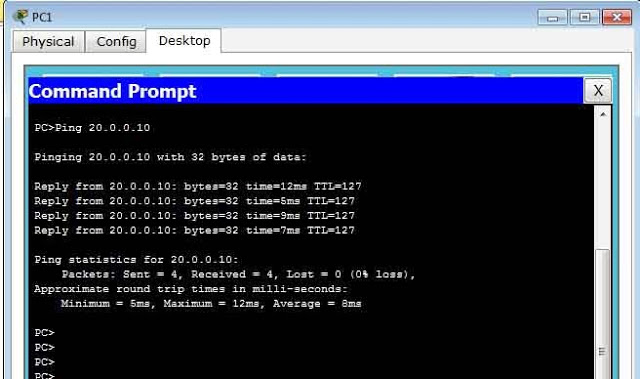 PC1
Physical Config Desktop
Command Prompt
X
PC>Ping 20.0.0.10
Pinging 20.0.0.10 with 32 bytes of data:
Reply from 20.0.0.10: bytes=32 time=12ms TTL=127
Reply from 20.0.0.10: bytes=32 time=5ms TTL=127
Reply from 20.0.0.10: bytes=32 time=9ms TTL=127
Reply from 20.0.0.10: bytes=32 time=7ms TTL=127
Ping statistics for 20.0.0.10:
Packets: Sent = 4, Received = 4, Lost = 0 (0% loss),
Approximate round trip times in milli-seconds:
Minimum = 5ms, Maximum = 12ms, Average = 8ms
PC>
PC>
PC>
PC>